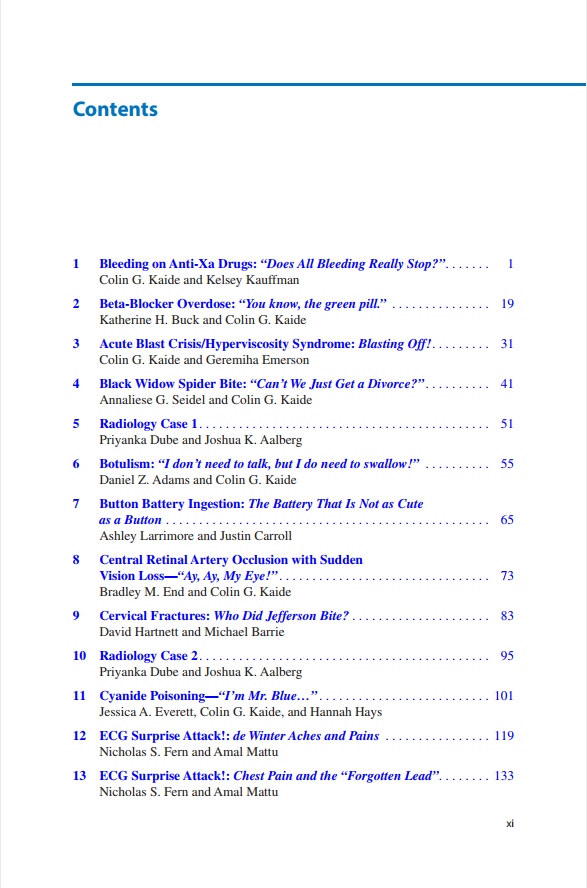 Contents
1 Bleeding on Anti-Xa Drugs: “Does All Bleeding Really Stop?”. . . . . . . 1
Colin G. Kaide and Kelsey Kauffman
2 Beta-Blocker Overdose: “You know, the green pill.” . . . . . . . . . . . . . . . 19
Katherine H. Buck and Colin G. Kaide
3 Acute Blast Crisis/Hyperviscosity Syndrome: Blasting Off!. . . . . . . . . 31
Colin G. Kaide and Geremiha Emerson
4 Black Widow Spider Bite: “Can’t We Just Get a Divorce?”. . . . . . . . . . 41
Annaliese G. Seidel and Colin G. Kaide
5 Radiology Case 1. . . . . . . . . . . . . . . . . . . . . . . . . . . . . . . . . . . . . . . . . . . . 51
Priyanka Dube and Joshua K. Aalberg
6 Botulism: “I don’t need to talk, but I do need to swallow!” . . . . . . . . . . 55
Daniel Z. Adams and Colin G. Kaide
7 Button Battery Ingestion: The Battery That Is Not as Cute
as a Button . . . . . . . . . . . . . . . . . . . . . . . . . . . . . . . . . . . . . . . . . . . . . . . . . 65
Ashley Larrimore and Justin Carroll
8 Central Retinal Artery Occlusion with Sudden
Vision Loss—“Ay, Ay, My Eye!”. . . . . . . . . . . . . . . . . . . . . . . . . . . . . . . . 73
Bradley M. End and Colin G. Kaide
9 Cervical Fractures: Who Did Jefferson Bite? . . . . . . . . . . . . . . . . . . . . . 83
David Hartnett and Michael Barrie
10 Radiology Case 2. . . . . . . . . . . . . . . . . . . . . . . . . . . . . . . . . . . . . . . . . . . . 95
Priyanka Dube and Joshua K. Aalberg
11 Cyanide Poisoning—“I’m Mr. Blue…”. . . . . . . . . . . . . . . . . . . . . . . . . . 101
Jessica A. Everett, Colin G. Kaide, and Hannah Hays
12 ECG Surprise Attack!: de Winter Aches and Pains . . . . . . . . . . . . . . . . 119
Nicholas S. Fern and Amal Mattu
13 ECG Surprise Attack!: Chest Pain and the “Forgotten Lead”. . . . . . . . 133
Nicholas S. Fern and Amal Mattu
xi